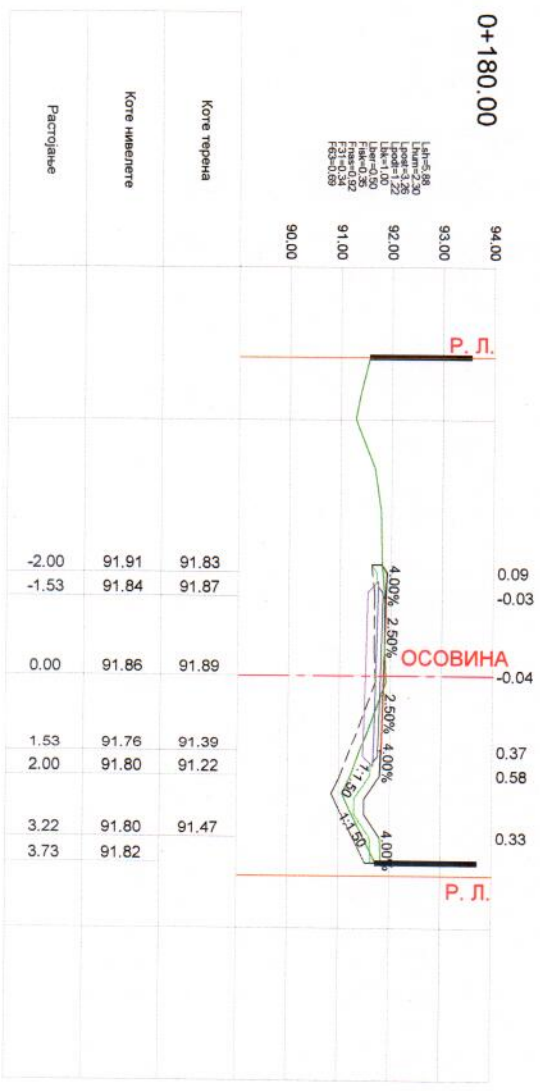 0+180.00
Lsh=5.88
Lhum=2.30
Lpost=3.26
Lpodt=1.22
Lbk=1.00
Lber=0.50
Fisk=0.35
Fnas=0.92
F31=0.34
F63=0.69
94.00
93.00
92.00
91.00
90.00
Р. Л.
ОСОВИНА
Р. Л.
4.00%
2.50%
2.50%
4.00%
1:1.50
1:1.50
4.00%
0.09
-0.03
-0.04
0.37
0.58
0.33
Коте терена
91.83
91.87
91.89
91.39
91.22
91.47
Коте нивелете
91.91
91.84
91.86
91.76
91.80
91.80
91.82
Растојање
-2.00
-1.53
0.00
1.53
2.00
3.22
3.73